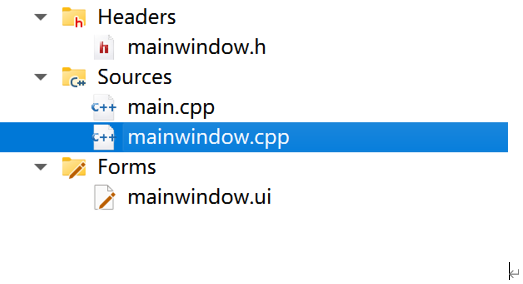 Headers
h mainwindow.h
Sources
C++ main.cpp
C++ mainwindow.cpp
Forms
mainwindow.ui